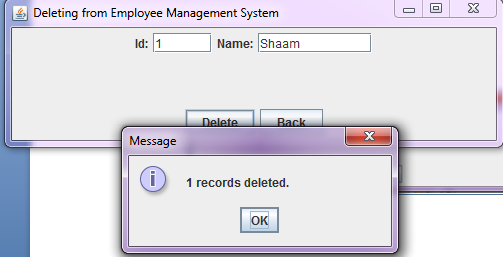 Deleting from Employee Management System
Id: 1 Name: Shaam
Delete Back
Message
1 records deleted.
OK